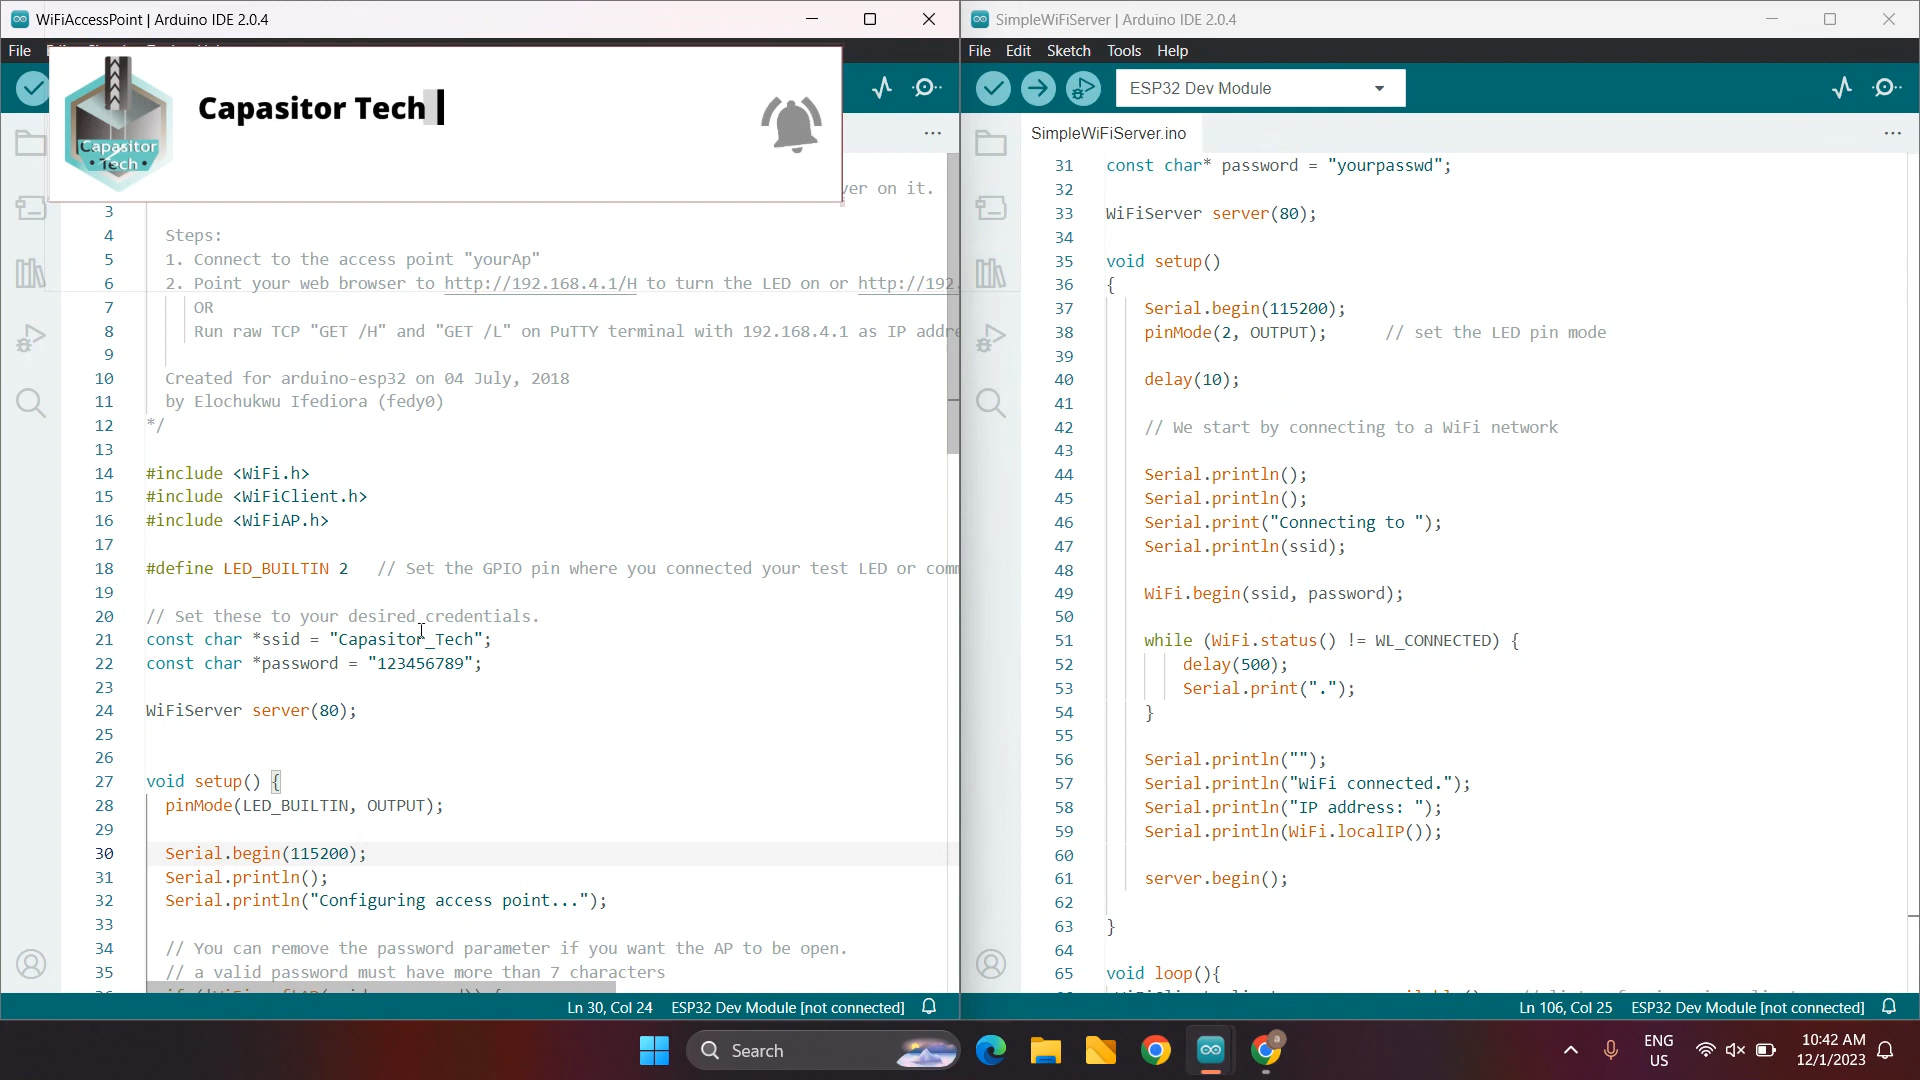 WiFiAccessPoint | Arduino IDE 2.0.4
File
Capasitor Tech
Capasitor
Tech
ver on it.
3
4 Steps:
5 1. Connect to the access point "yourAp"
6 2. Point your web browser to http://192.168.4.1/H to turn the LED on or http://192.
7 OR
8 Run raw TCP "GET /H" and "GET /L" on PuTTY terminal with 192.168.4.1 as IP addre
9
10 Created for arduino-esp32 on 04 July, 2018
11 by Elochukwu Ifediora (fedy0)
12 */
13
14 #include <WiFi.h>
15 #include <WiFiClient.h>
16 #include <WiFiAP.h>
17
18 #define LED_BUILTIN 2 // Set the GPIO pin where you connected your test LED or comm
19
20 // Set these to your desired credentials.
21 const char *ssid = "Capasitor_Tech";
22 const char *password = "123456789";
23
24 WiFiServer server(80);
25
26
27 void setup() {
28 pinMode(LED_BUILTIN, OUTPUT);
29
30 Serial.begin(115200);
31 Serial.println();
32 Serial.println("Configuring access point...");
33
34 // You can remove the password parameter if you want the AP to be open.
35 // a valid password must have more than 7 characters
Ln 30, Col 24 ESP32 Dev Module [not connected]
SimpleWiFiServer | Arduino IDE 2.0.4
File Edit Sketch Tools Help
ESP32 Dev Module
SimpleWiFiServer.ino
31 const char* password = "yourpasswd";
32
33 WiFiServer server(80);
34
35 void setup()
36 {
37 Serial.begin(115200);
38 pinMode(2, OUTPUT); // set the LED pin mode
39
40 delay(10);
41
42 // We start by connecting to a WiFi network
43
44 Serial.println();
45 Serial.println();
46 Serial.print("Connecting to ");
47 Serial.println(ssid);
48
49 WiFi.begin(ssid, password);
50
51 while (WiFi.status() != WL_CONNECTED) {
52 delay(500);
53 Serial.print(".");
54 }
55
56 Serial.println("");
57 Serial.println("WiFi connected.");
58 Serial.println("IP address: ");
59 Serial.println(WiFi.localIP());
60
61 server.begin();
62
63 }
64
65 void loop(){
Ln 106, Col 25 ESP32 Dev Module [not connected]
Search
ENG
US
10:42 AM
12/1/2023